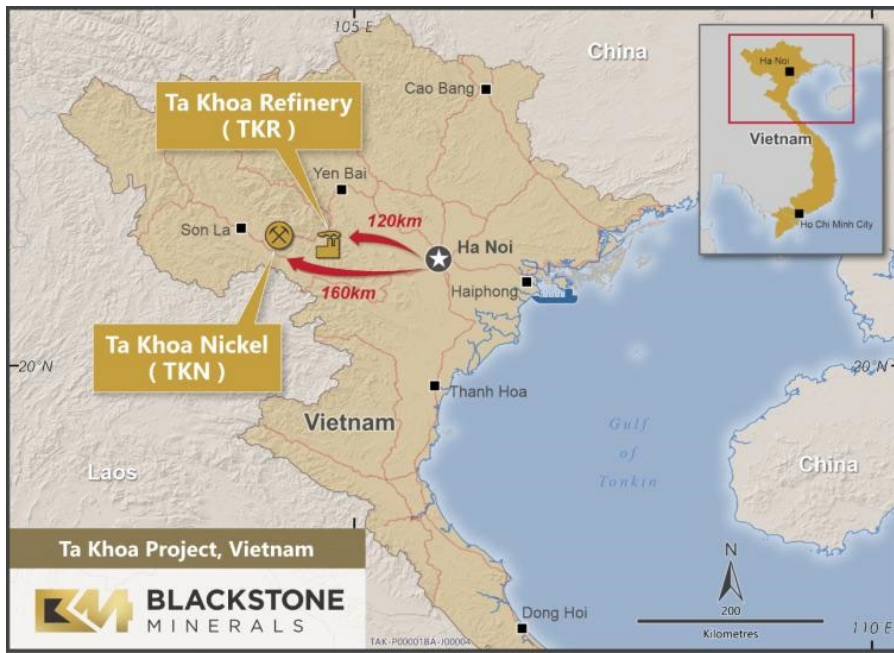 105 E
China
Ha Noi
Vietnam
Ho Chi Minh City
Cao Bang
Ta Khoa Refinery
( TKR )
Yen Bai
120km
Son La
Ha Noi
160km
Haiphong
Ta Khoa Nickel
( TKN )
20°N
20°N
Thanh Hoa
Vietnam
Gulf
of
Tonkin
Laos
China
Ta Khoa Project, Vietnam
BLACKSTONE
MINERALS
N
200
Kilometres
Dong Hoi
TAK-P00001BA-J00004
110 E